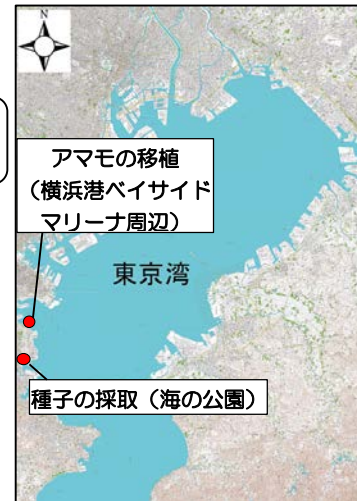 N
アマモの移植
（横浜港ベイサイド
マリーナ周辺）
東京湾
種子の採取（海の公園）